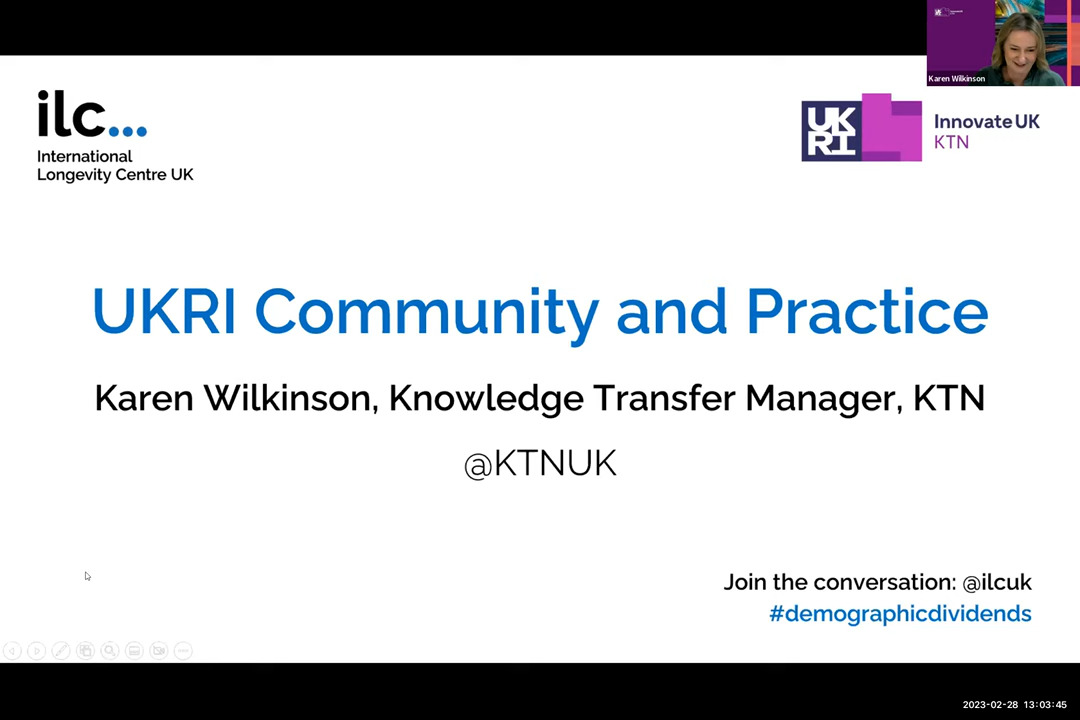 Karen Wilkinson
ilc...
International
Longevity Centre UK
UK
RI
Innovate UK
KTN
UKRI Community and Practice
Karen Wilkinson, Knowledge Transfer Manager, KTN
@KTNUK
Join the conversation: @ilcuk
#demographicdividends
2023-02-28 13:03:45